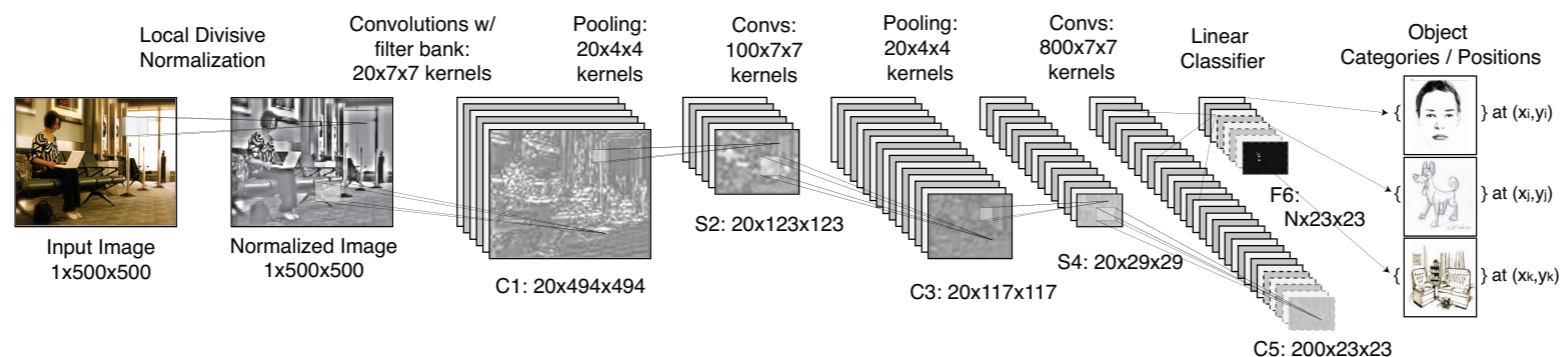 Local Divisive
Normalization
Convolutions w/
filter bank:
20x7x7 kernels
Pooling:
20x4x4
kernels
Convs:
100x7x7
kernels
Pooling:
20x4x4
kernels
Convs:
800x7x7
kernels
Linear
Classifier
Object
Categories / Positions
{ } at (xi,yi)
{ } at (xj,yj)
{ } at (xk,yk)
Input Image
1x500x500
Normalized Image
1x500x500
C1: 20x494x494
S2: 20x123x123
C3: 20x117x117
S4: 20x29x29
C5: 200x23x23
F6:
Nx23x23